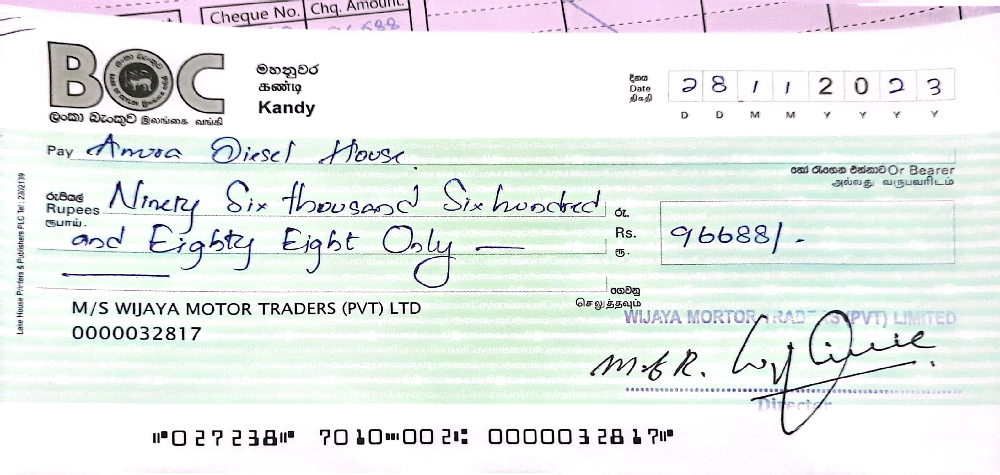 Cheque No. Chq. Amount.
BOC
ලංකා බැංකුව இலங்கை வங்கி
මහනුවර
கண்டி
Kandy
දිනය
Date
திகதி
28 11 2023
D D M M Y Y Y Y
Pay Amora Diesel House
හෝ රැගෙන එන්නාට Or Bearer
அல்லது வருபவரிடம்
රුපියල්
Rupees
ரூபாய்.
Ninety Six thousand Six hundred
and Eighty Eight Only —
රු.
Rs.
ரூ.
96688/-
ගෙවනු
செலுத்தவும்
M/S WIJAYA MOTOR TRADERS (PVT) LTD
0000032817
WIJAYA MORTOR TRADERS (PVT) LIMITED
Director
Lake House Printers & Publishers PLC Tel : 2302139
⑈027238⑈ 7010⑉002⑆ 0000032817⑈